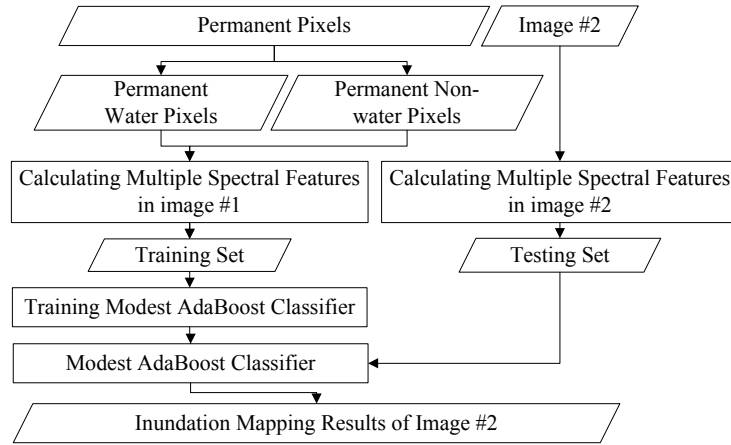 Permanent Pixels
Image #2
Permanent
Water Pixels
Permanent Non-
water Pixels
Calculating Multiple Spectral Features
in image #1
Calculating Multiple Spectral Features
in image #2
Training Set
Testing Set
Training Modest AdaBoost Classifier
Modest AdaBoost Classifier
Inundation Mapping Results of Image #2